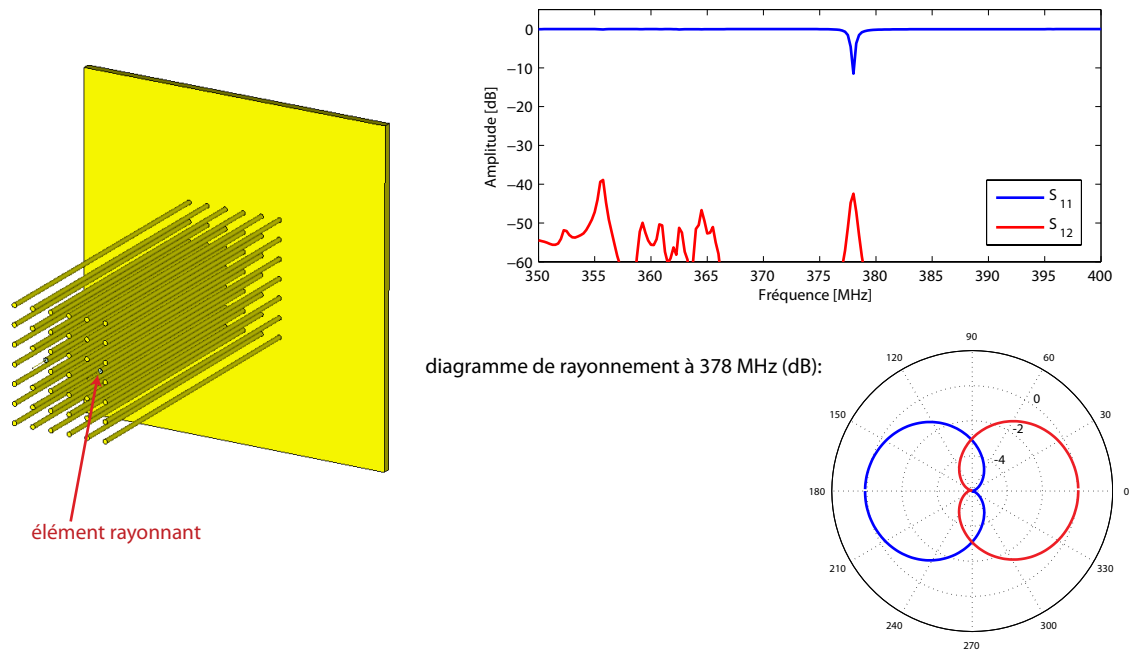 0
−10
−20
−30
−40
−50
−60
Amplitude [dB]
350 355 360 365 370 375 380 385 390 395 400
Fréquence [MHz]
S 11
S 12
élément rayonnant
diagramme de rayonnement à 378 MHz (dB):
90
120 60
150 30
180 0
210 330
240 300
270
0
-2
-4